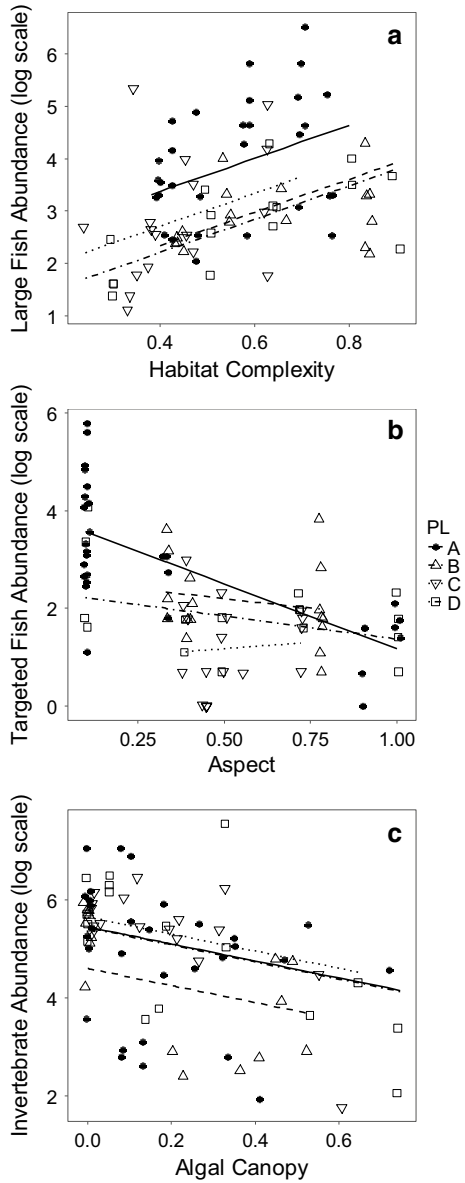 a
Large Fish Abundance (log scale)
6
5
4
3
2
1
0.4
0.6
0.8
Habitat Complexity
b
Targeted Fish Abundance (log scale)
6
4
2
0
0.25
0.50
0.75
1.00
Aspect
PL
A
B
C
D
c
Invertebrate Abundance (log scale)
6
4
2
0.0
0.2
0.4
0.6
Algal Canopy